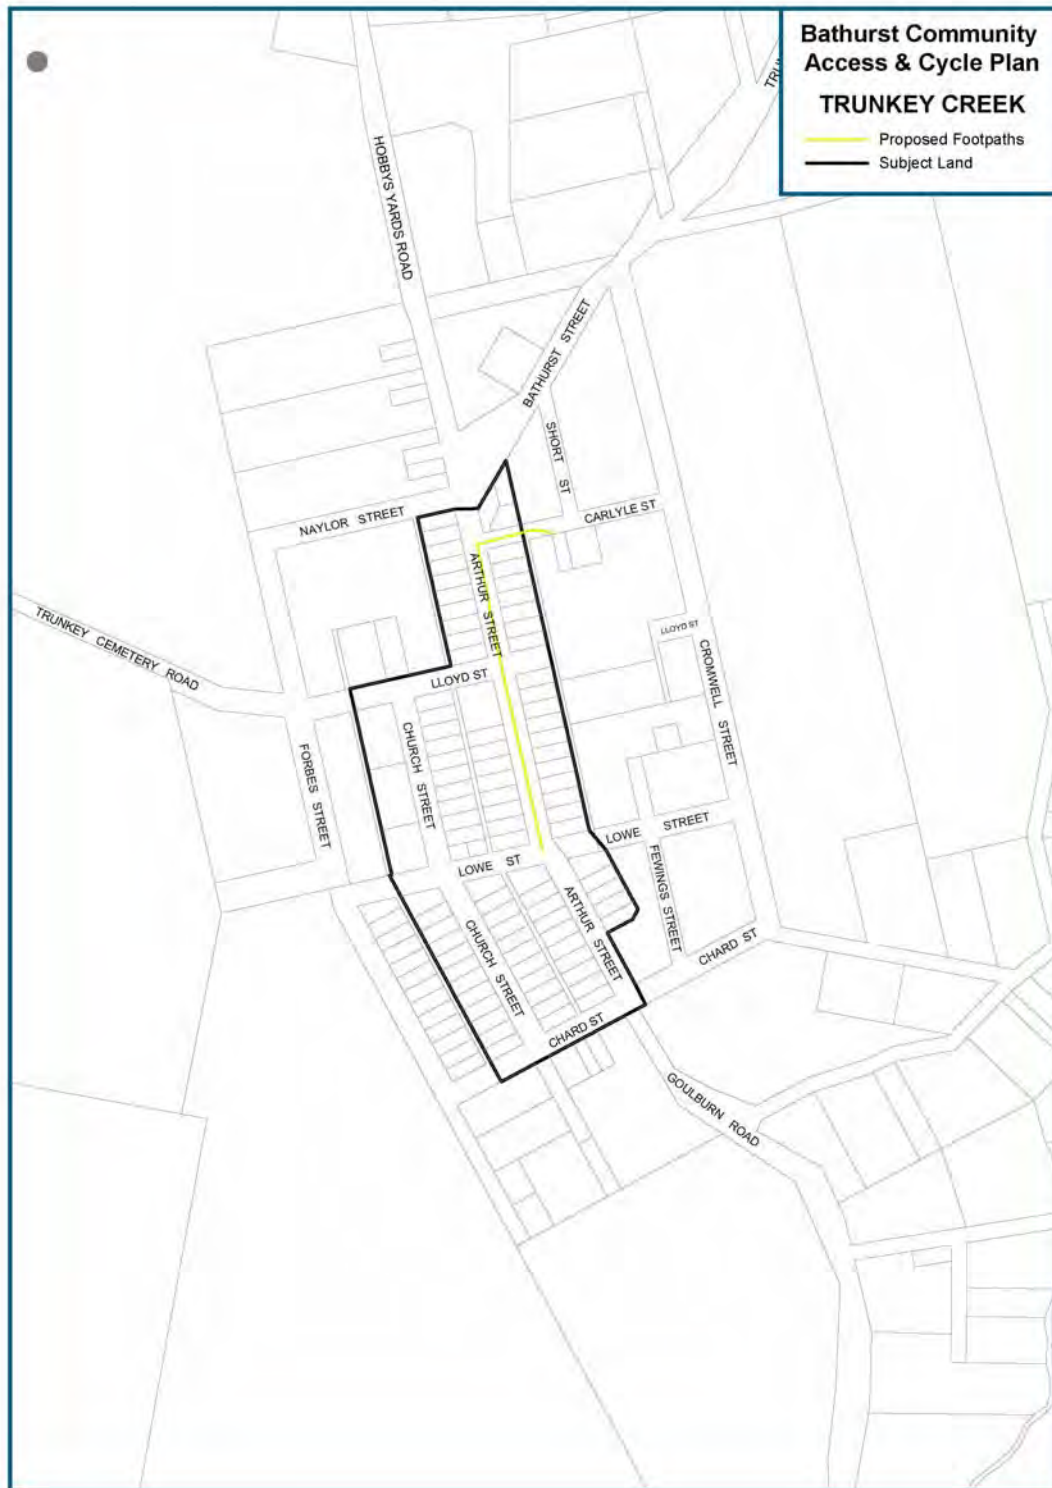 Bathurst Community
Access & Cycle Plan
TRUNKEY CREEK
Proposed Footpaths
Subject Land
HOBBYS YARDS ROAD
BATHURST STREET
SHORT ST
CARLYLE ST
NAYLOR STREET
ARTHUR STREET
TRUNKEY CEMETERY ROAD
LLOYD ST
LLOYD ST
CROMWELL STREET
CHURCH STREET
FORBES STREET
LOWE STREET
LOWE ST
FEWINGS STREET
ARTHUR STREET
CHURCH STREET
CHARD ST
CHARD ST
GOULBURN ROAD